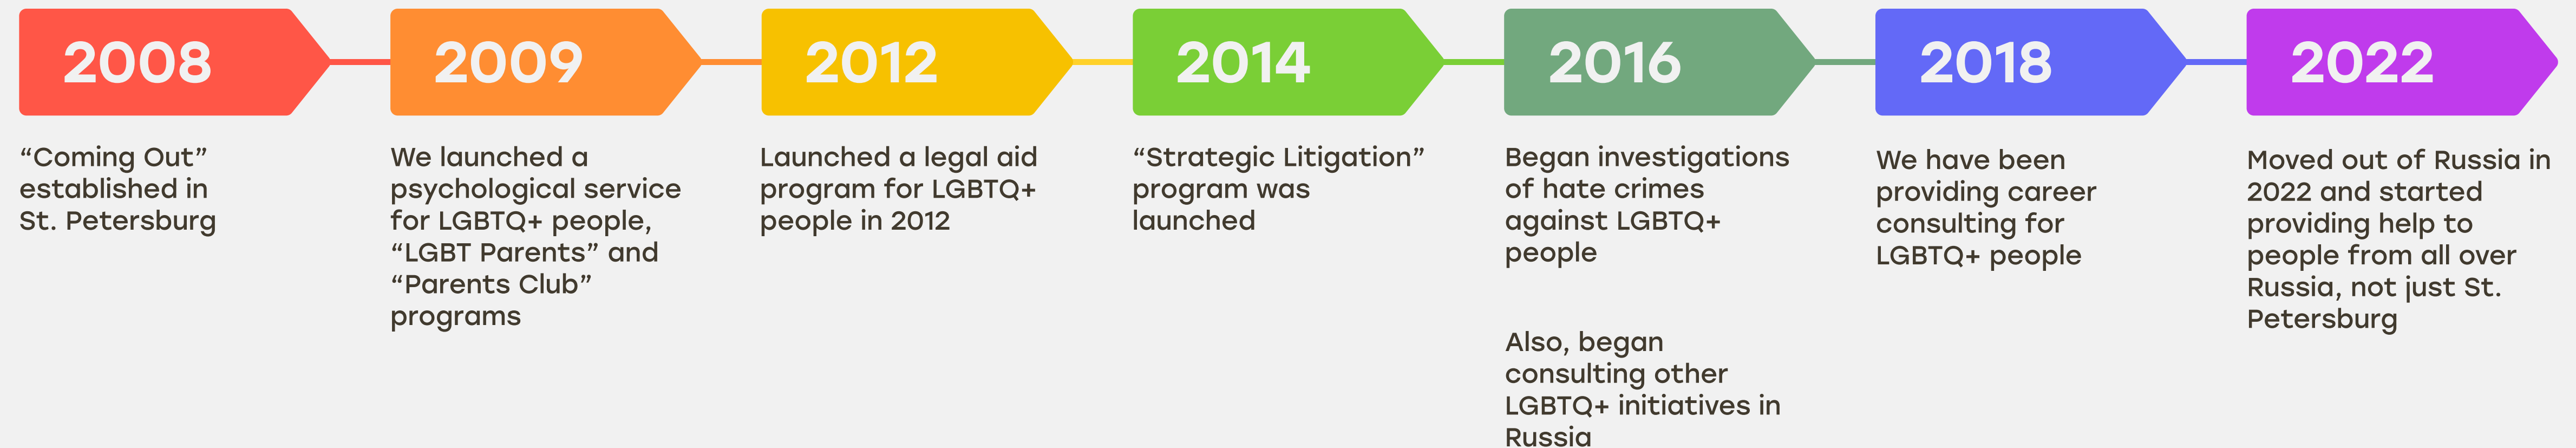 2008
“Coming Out”
established in
St. Petersburg
2009
We launched a
psychological service
for LGBTQ+ people,
“LGBT Parents” and
“Parents Club”
programs
2012
Launched a legal aid
program for LGBTQ+
people in 2012
2014
“Strategic Litigation”
program was
launched
2016
Began investigations
of hate crimes
against LGBTQ+
people
Also, began
consulting other
LGBTQ+ initiatives in
Russia
2018
We have been
providing career
consulting for
LGBTQ+ people
2022
Moved out of Russia in
2022 and started
providing help to
people from all over
Russia, not just St.
Petersburg